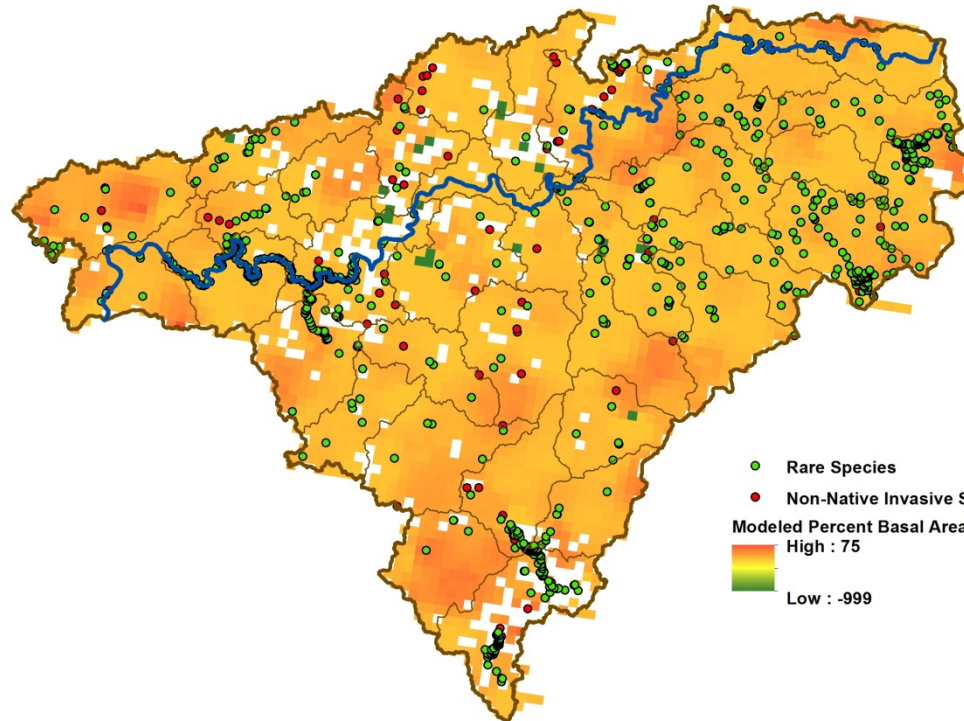 Rare Species
Non-Native Invasive S
Modeled Percent Basal Area
High : 75
Low : -999